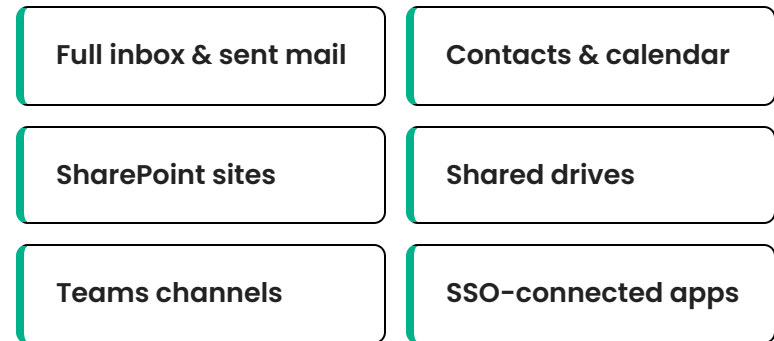 Full inbox & sent mail
Contacts & calendar
SharePoint sites
Shared drives
Teams channels
SSO-connected apps